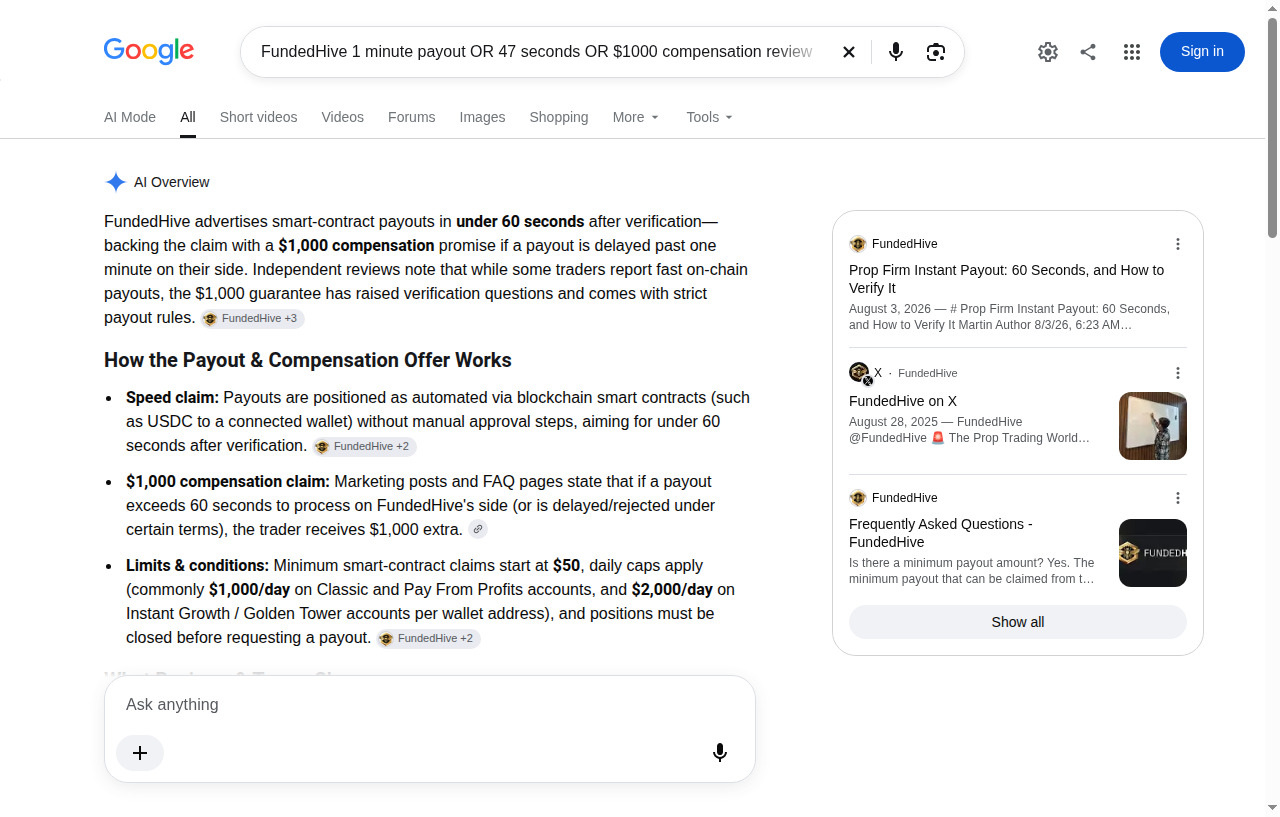 Google
FundedHive 1 minute payout OR 47 seconds OR $1000 compensation review
Sign in
AI Mode
All
Short videos
Videos
Forums
Images
Shopping
More
Tools
AI Overview
FundedHive advertises smart-contract payouts in under 60 seconds after verification—
backing the claim with a $1,000 compensation promise if a payout is delayed past one
minute on their side. Independent reviews note that while some traders report fast on-chain
payouts, the $1,000 guarantee has raised verification questions and comes with strict
payout rules. FundedHive +3
How the Payout & Compensation Offer Works
• Speed claim: Payouts are positioned as automated via blockchain smart contracts (such
as USDC to a connected wallet) without manual approval steps, aiming for under 60
seconds after verification. FundedHive +2
• $1,000 compensation claim: Marketing posts and FAQ pages state that if a payout
exceeds 60 seconds to process on FundedHive's side (or is delayed/rejected under
certain terms), the trader receives $1,000 extra.
• Limits & conditions: Minimum smart-contract claims start at $50, daily caps apply
(commonly $1,000/day on Classic and Pay From Profits accounts, and $2,000/day on
Instant Growth / Golden Tower accounts per wallet address), and positions must be
closed before requesting a payout. FundedHive +2
Ask anything
FundedHive
Prop Firm Instant Payout: 60 Seconds, and How to
Verify It
August 3, 2026 — # Prop Firm Instant Payout: 60 Seconds,
and How to Verify It Martin Author 8/3/26, 6:23 AM…
X · FundedHive
FundedHive on X
August 28, 2025 — FundedHive
@FundedHive 🚨 The Prop Trading World…
FundedHive
Frequently Asked Questions -
FundedHive
Is there a minimum payout amount? Yes. The
minimum payout that can be claimed from t…
FUNDEDH
Show all